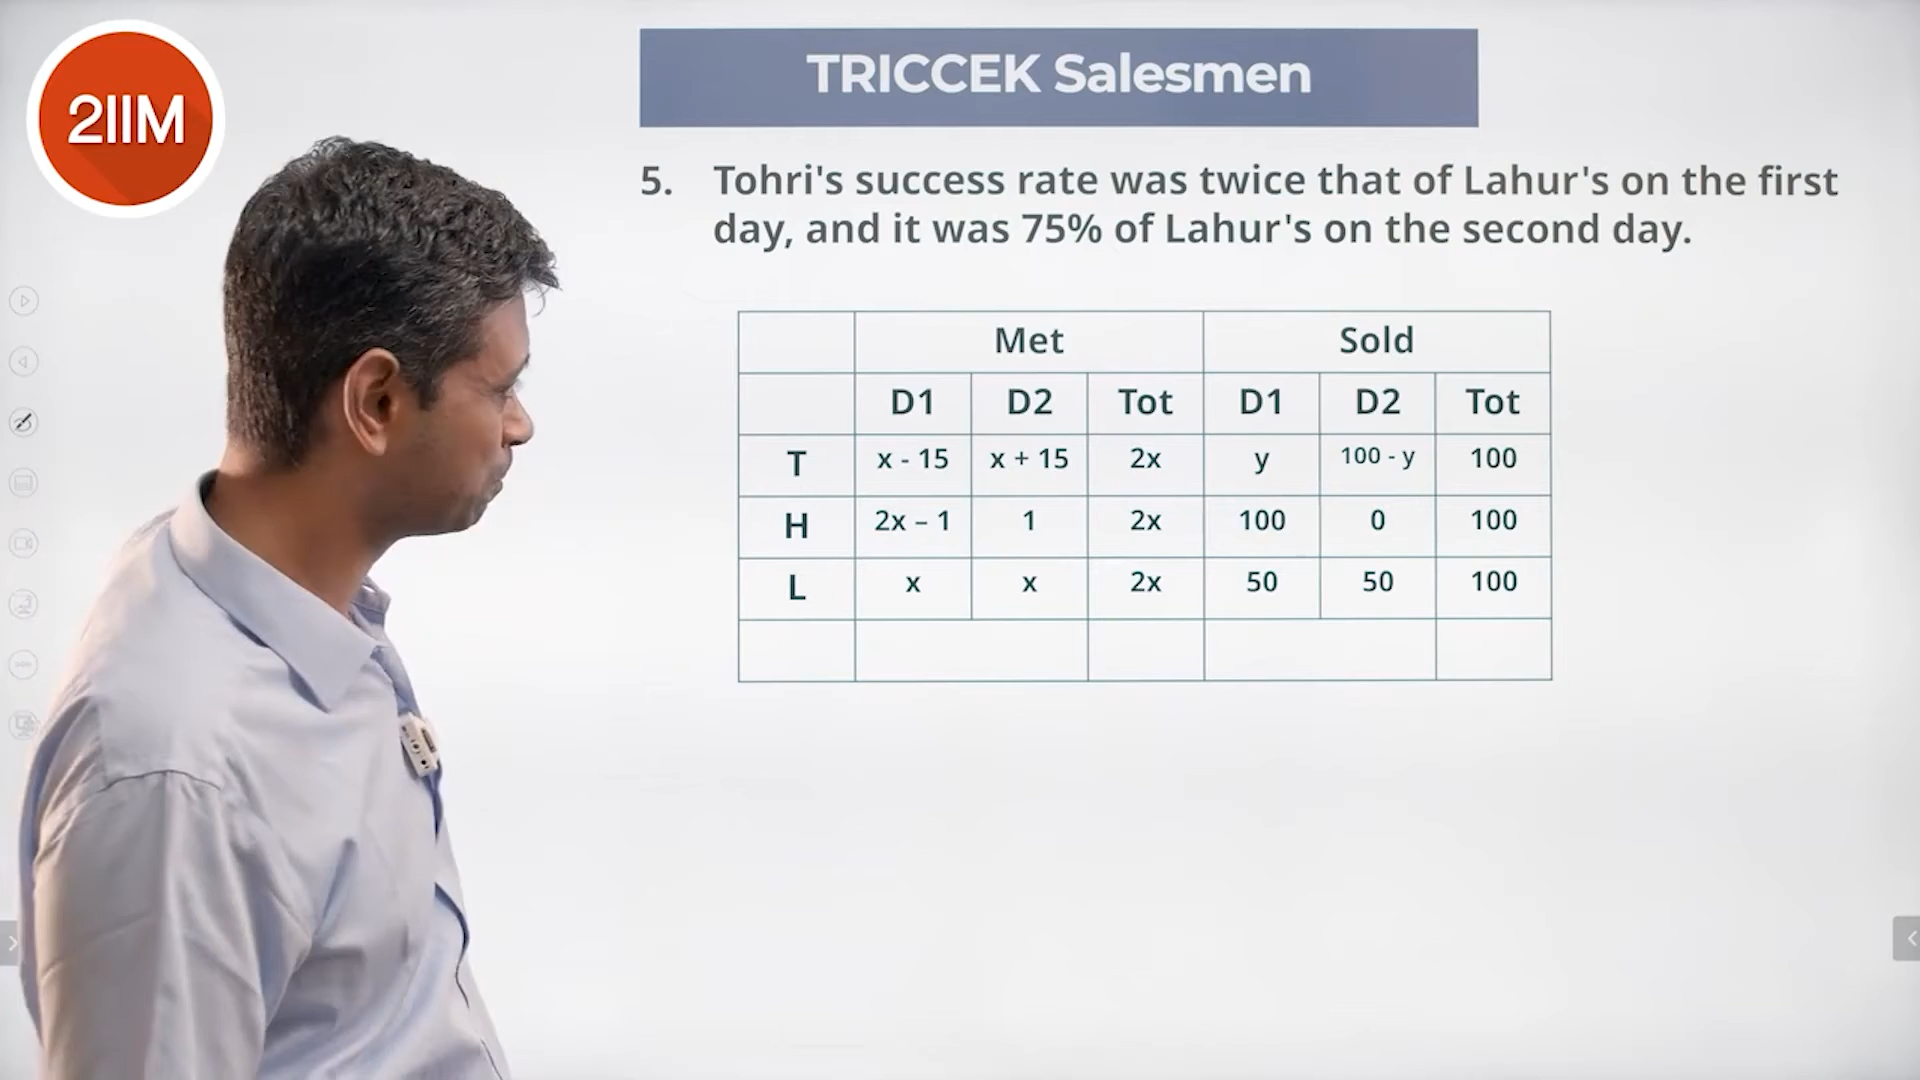 2IIM
TRICCEK Salesmen
5. Tohri's success rate was twice that of Lahur's on the first
day, and it was 75% of Lahur's on the second day.
Met Sold
D1 D2 Tot D1 D2 Tot
T x - 15 x + 15 2x y 100 - y 100
H 2x – 1 1 2x 100 0 100
L x x 2x 50 50 100